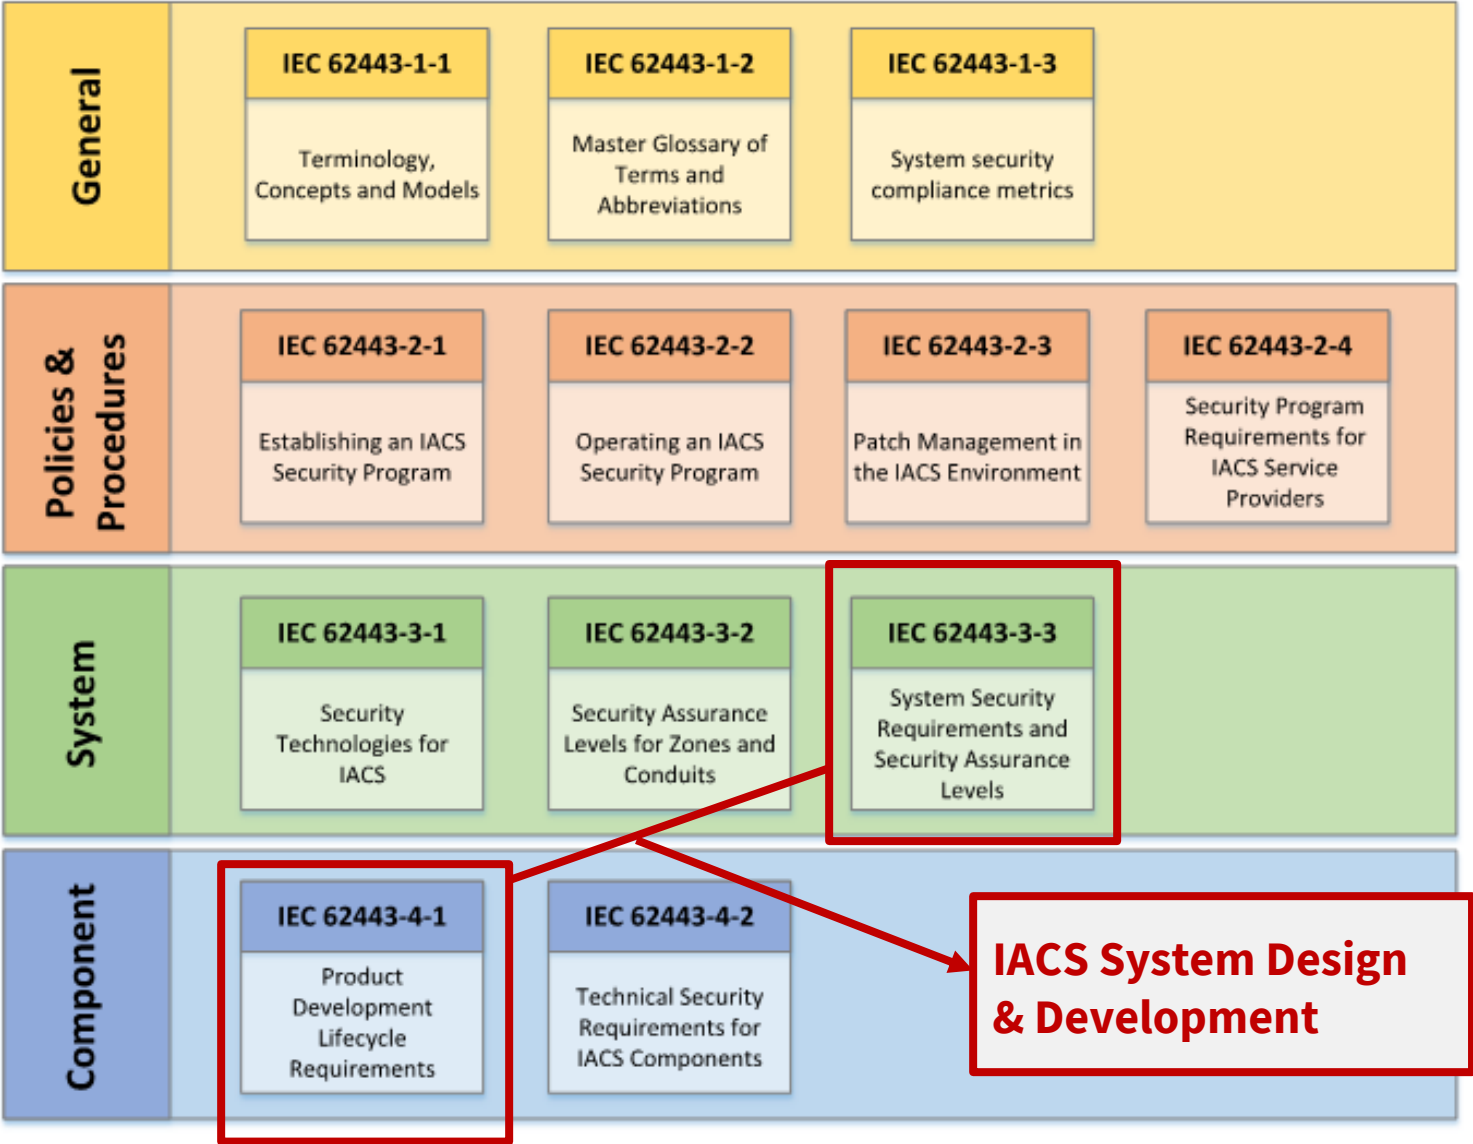 General
IEC 62443-1-1
Terminology,
Concepts and Models
IEC 62443-1-2
Master Glossary of
Terms and
Abbreviations
IEC 62443-1-3
System security
compliance metrics
Policies &
Procedures
IEC 62443-2-1
Establishing an IACS
Security Program
IEC 62443-2-2
Operating an IACS
Security Program
IEC 62443-2-3
Patch Management in
the IACS Environment
IEC 62443-2-4
Security Program
Requirements for
IACS Service
Providers
System
IEC 62443-3-1
Security
Technologies for
IACS
IEC 62443-3-2
Security Assurance
Levels for Zones and
Conduits
IEC 62443-3-3
System Security
Requirements and
Security Assurance
Levels
Component
IEC 62443-4-1
Product
Development
Lifecycle
Requirements
IEC 62443-4-2
Technical Security
Requirements for
IACS Components
IACS System Design
& Development